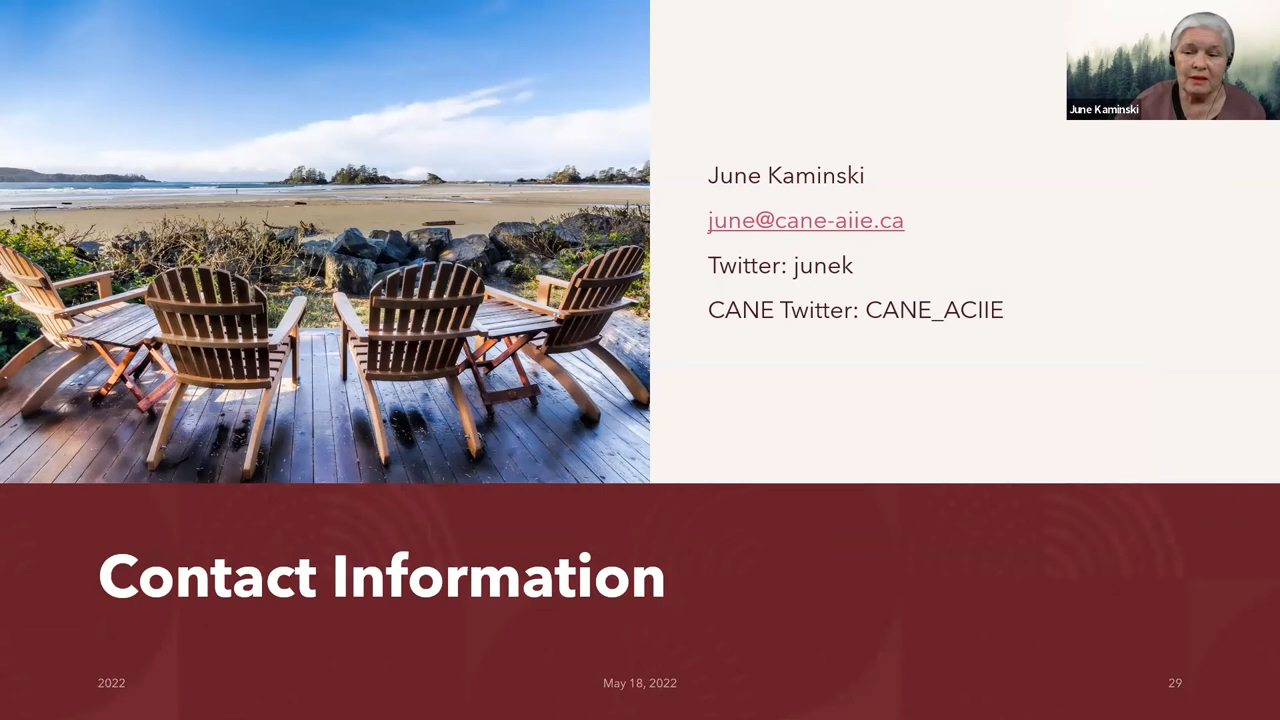 June Kaminski
June Kaminski
june@cane-aiie.ca
Twitter: junek
CANE Twitter: CANE_ACIIE
Contact Information
2022
May 18, 2022
29